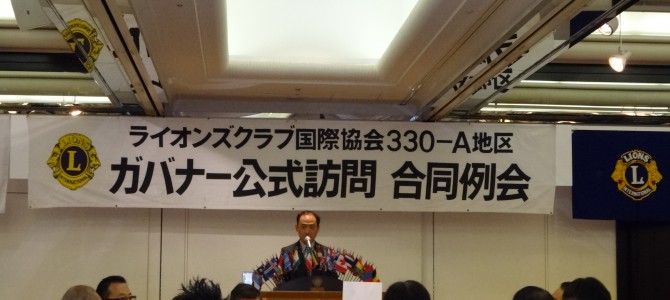 ライオンズクラブ国際協会330-A地区
ガバナー公式訪問 合同例会
L
LIONS
L
INTERNATIONAL